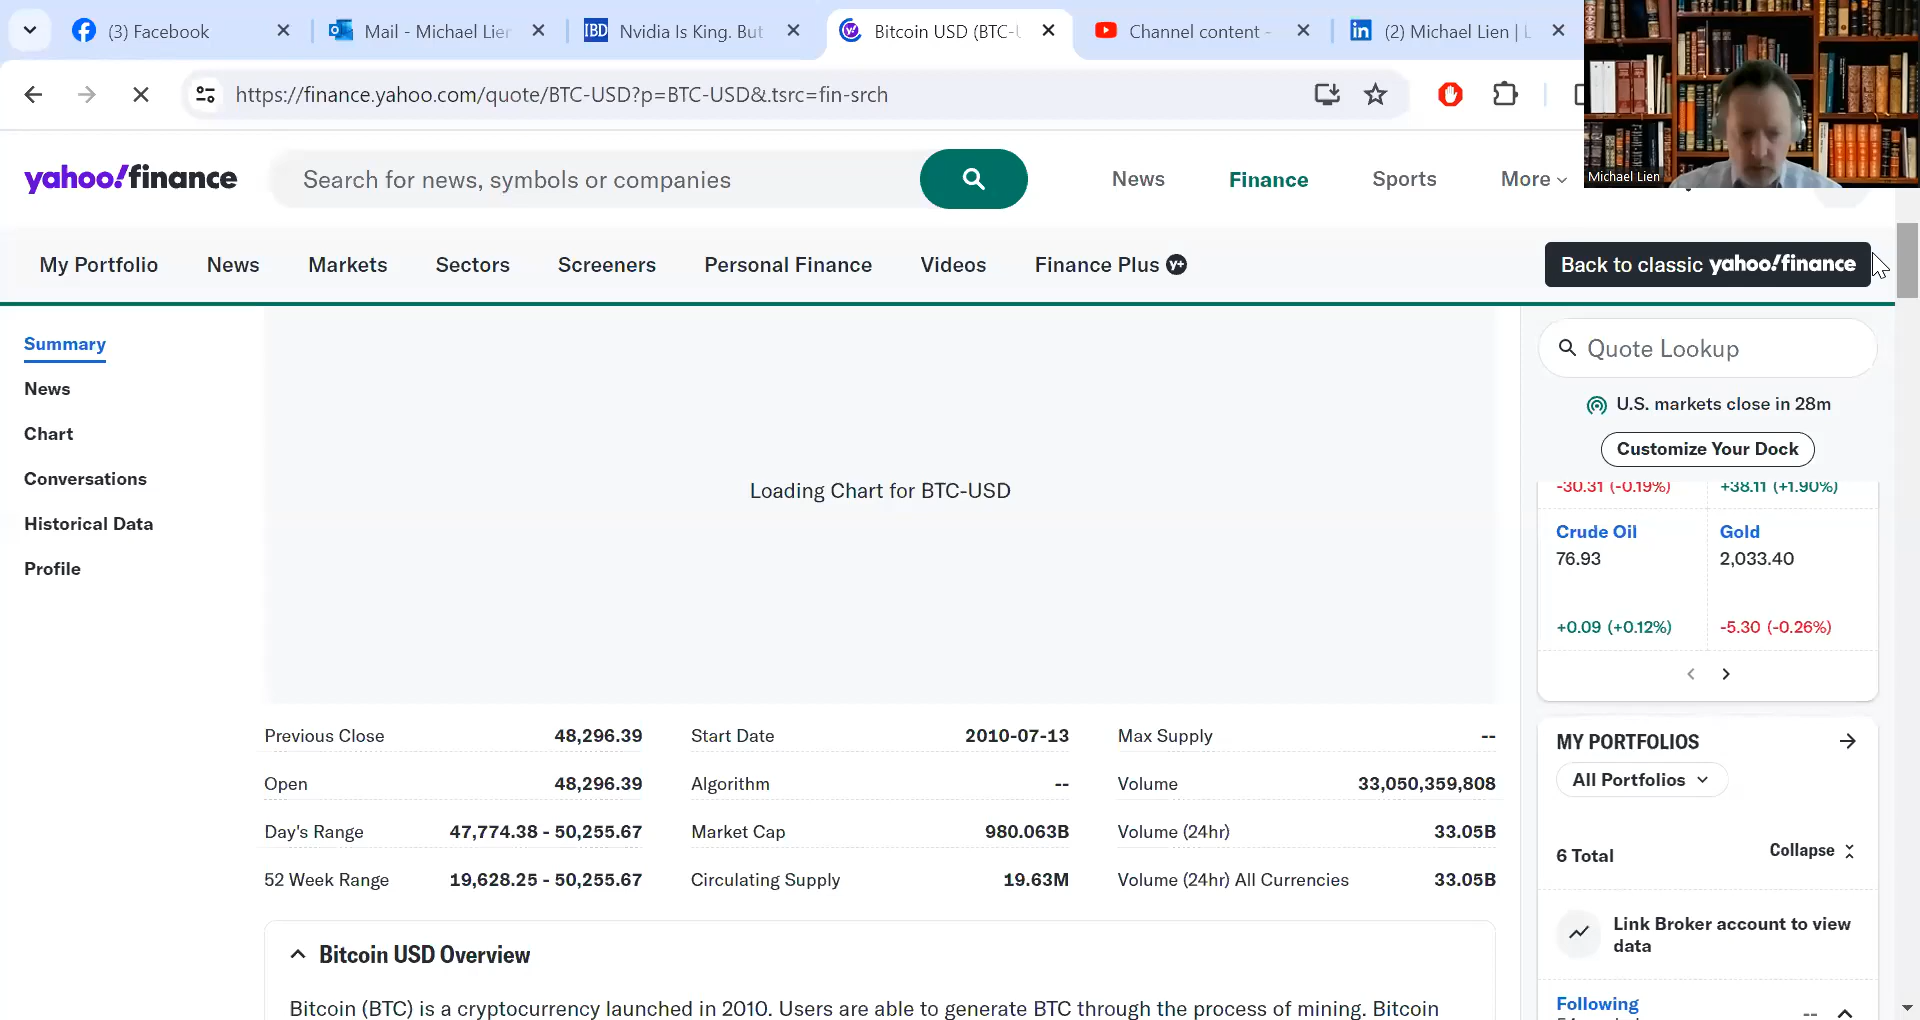 (3) Facebook
Mail - Michael Lien
IBD
Nvidia Is King. But
Bitcoin USD (BTC-U
Channel content -
(2) Michael Lien | L
https://finance.yahoo.com/quote/BTC-USD?p=BTC-USD&.tsrc=fin-srch
Michael Lien
yahoo!finance
Search for news, symbols or companies
News
Finance
Sports
More
My Portfolio
News
Markets
Sectors
Screeners
Personal Finance
Videos
Finance Plus y+
Back to classic yahoo!finance
Summary
News
Chart
Conversations
Historical Data
Profile
Loading Chart for BTC-USD
Previous Close 48,296.39
Open 48,296.39
Day's Range 47,774.38 - 50,255.67
52 Week Range 19,628.25 - 50,255.67
Start Date 2010-07-13
Algorithm --
Market Cap 980.063B
Circulating Supply 19.63M
Max Supply --
Volume 33,050,359,808
Volume (24hr) 33.05B
Volume (24hr) All Currencies 33.05B
Bitcoin USD Overview
Bitcoin (BTC) is a cryptocurrency launched in 2010. Users are able to generate BTC through the process of mining. Bitcoin
Quote Lookup
U.S. markets close in 28m
Customize Your Dock
-30.31 (-0.19%)
+38.11 (+1.90%)
Crude Oil
76.93
+0.09 (+0.12%)
Gold
2,033.40
-5.30 (-0.26%)
MY PORTFOLIOS
All Portfolios
6 Total
Collapse
Link Broker account to view
data
Following
--